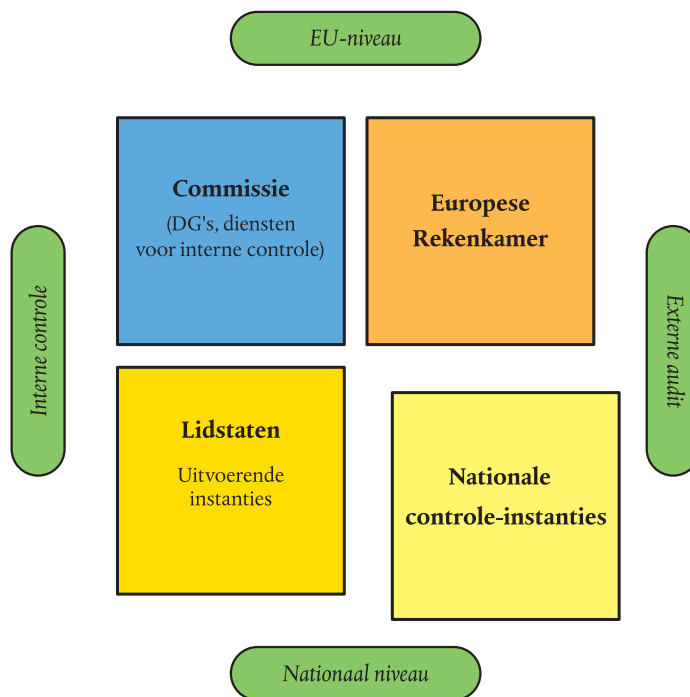 EU-niveau
Commissie
(DG's, diensten
voor interne controle)
Europese
Rekenkamer
Interne controle
Externe audit
Lidstaten
Uitvoerende
instanties
Nationale
controle-instanties
Nationaal niveau